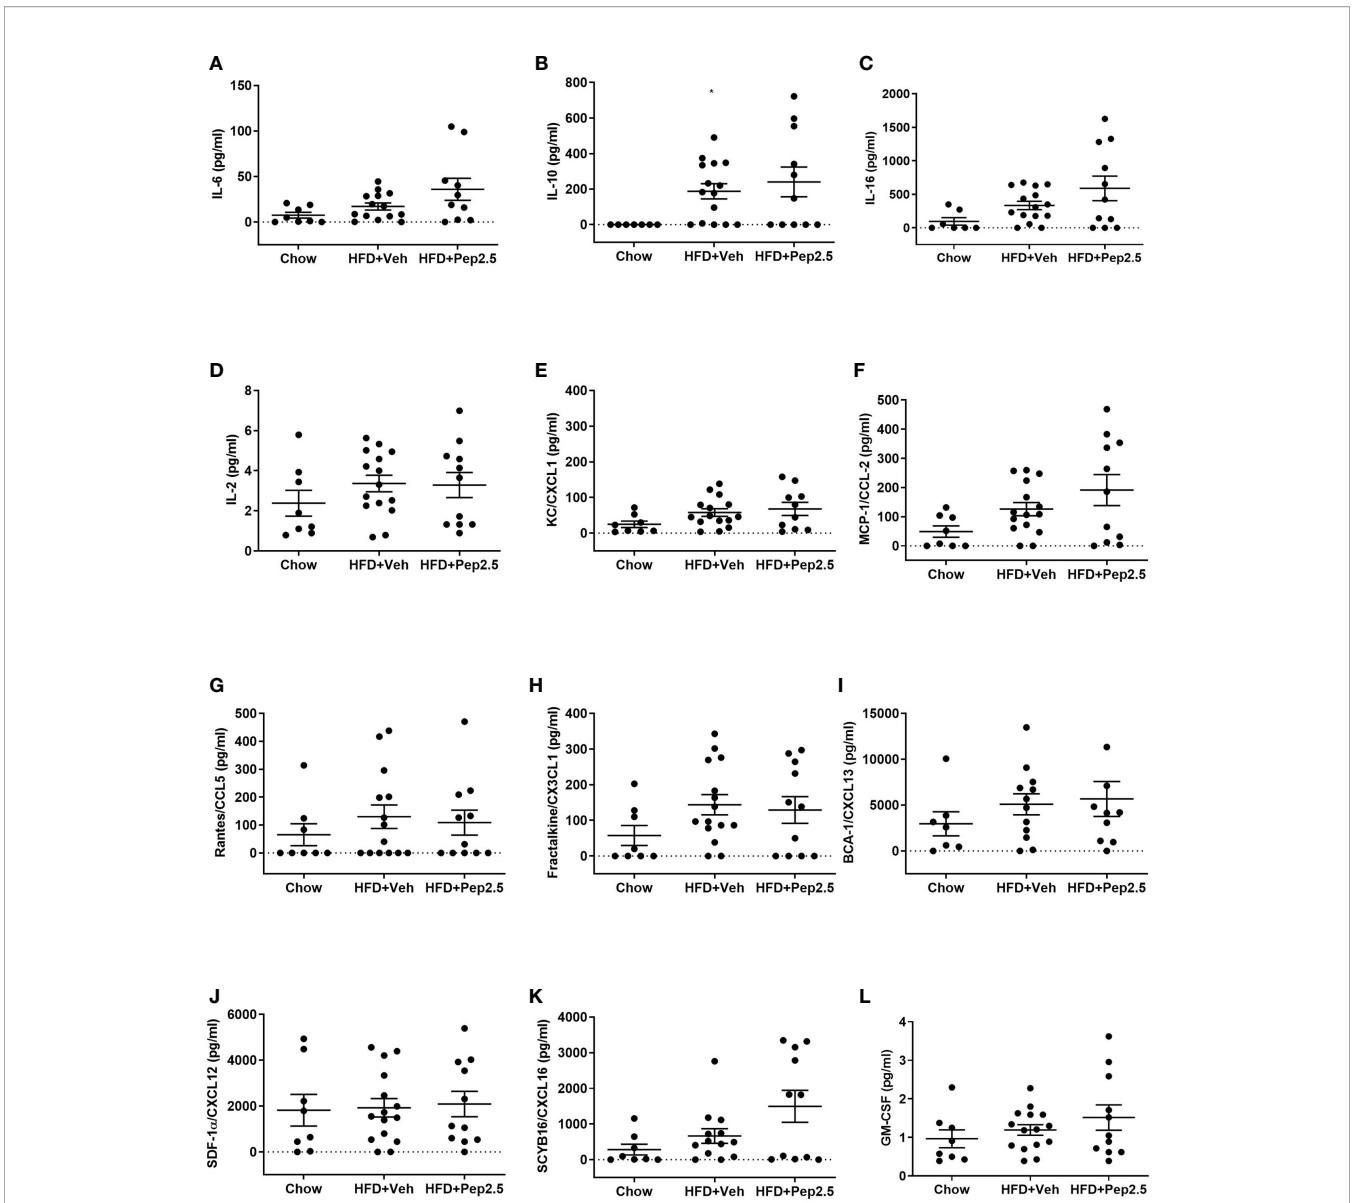 A
B
C
IL-6 (pg/ml)
150
100
50
0
Chow HFD+Veh HFD+Pep2.5
IL-10 (pg/ml)
800
600
400
200
0
*
Chow HFD+Veh HFD+Pep2.5
IL-16 (pg/ml)
2000
1500
1000
500
0
Chow HFD+Veh HFD+Pep2.5
D
E
F
IL-2 (pg/ml)
8
6
4
2
0
Chow HFD+Veh HFD+Pep2.5
KC/CXCL1 (pg/ml)
400
300
200
100
0
Chow HFD+Veh HFD+Pep2.5
MCP-1/CCL-2 (pg/ml)
500
400
300
200
100
0
Chow HFD+Veh HFD+Pep2.5
G
H
I
Rantes/CCL5 (pg/ml)
500
400
300
200
100
0
Chow HFD+Veh HFD+Pep2.5
Fractalkine/CX3CL1 (pg/ml)
400
300
200
100
0
Chow HFD+Veh HFD+Pep2.5
BCA-1/CXCL13 (pg/ml)
15000
10000
5000
0
Chow HFD+Veh HFD+Pep2.5
J
K
L
SDF-1α/CXCL12 (pg/ml)
6000
4000
2000
0
Chow HFD+Veh HFD+Pep2.5
SCYB16/CXCL16 (pg/ml)
4000
3000
2000
1000
0
Chow HFD+Veh HFD+Pep2.5
GM-CSF (pg/ml)
4
3
2
1
0
Chow HFD+Veh HFD+Pep2.5